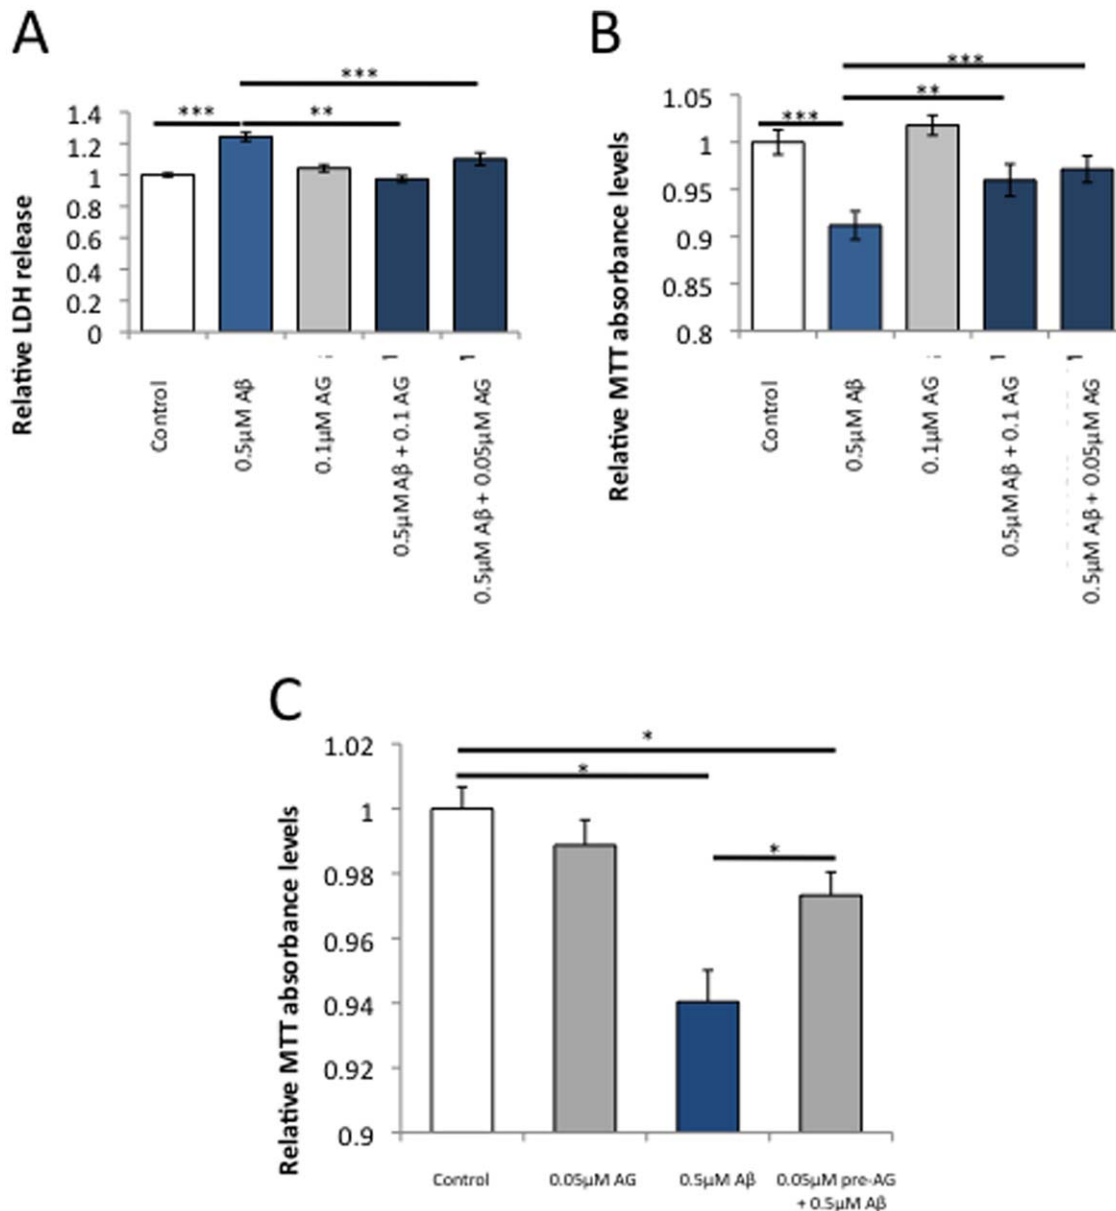 A
Relative LDH release
1.4
1.2
1
0.8
0.6
0.4
0.2
0
***
***
**
Control
0.5μM Aβ
0.1μM AG
0.5μM Aβ + 0.1 AG
0.5μM Aβ + 0.05μM AG
B
Relative MTT absorbance levels
1.05
1
0.95
0.9
0.85
0.8
***
**
***
Control
0.5μM Aβ
0.1μM AG
0.5μM Aβ + 0.1 AG
0.5μM Aβ + 0.05μM AG
C
Relative MTT absorbance levels
1.02
1
0.98
0.96
0.94
0.92
0.9
*
*
*
Control
0.05μM AG
0.5μM Aβ
0.05μM pre-AG
+ 0.5μM Aβ